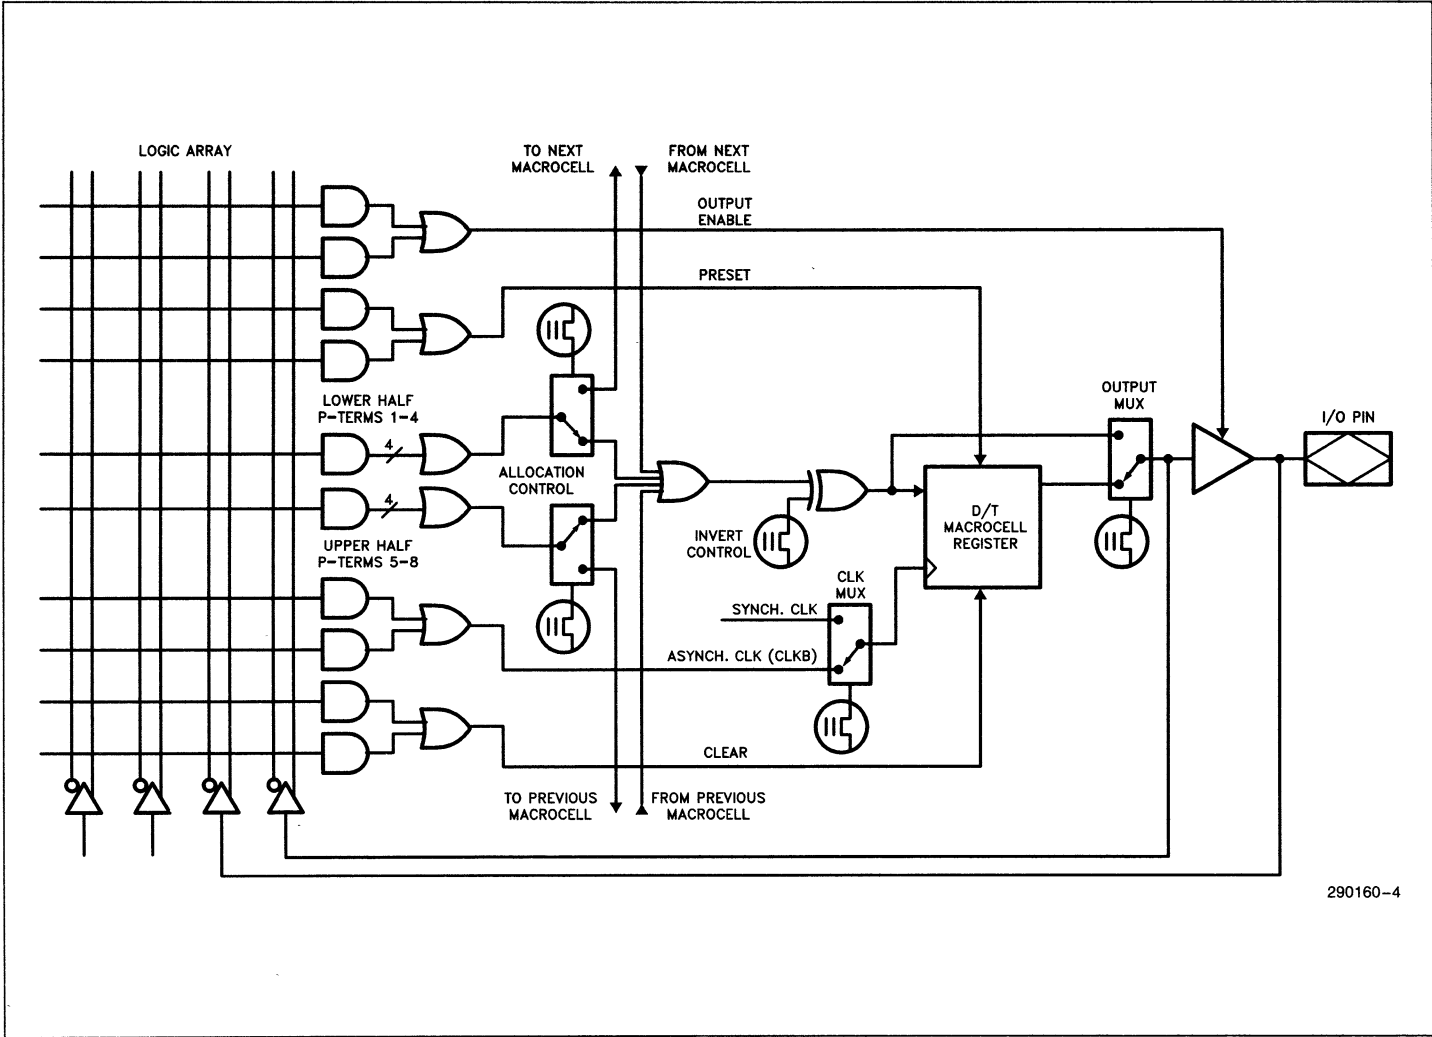 LOGIC ARRAY
TO NEXT
MACROCELL
FROM NEXT
MACROCELL
OUTPUT
ENABLE
PRESET
LOWER HALF
P-TERMS 1-4
4
ALLOCATION
CONTROL
4
UPPER HALF
P-TERMS 5-8
INVERT
CONTROL
D/T
MACROCELL
REGISTER
OUTPUT
MUX
I/O PIN
CLK
MUX
SYNCH. CLK
ASYNCH. CLK (CLKB)
CLEAR
TO PREVIOUS
MACROCELL
FROM PREVIOUS
MACROCELL
290160-4